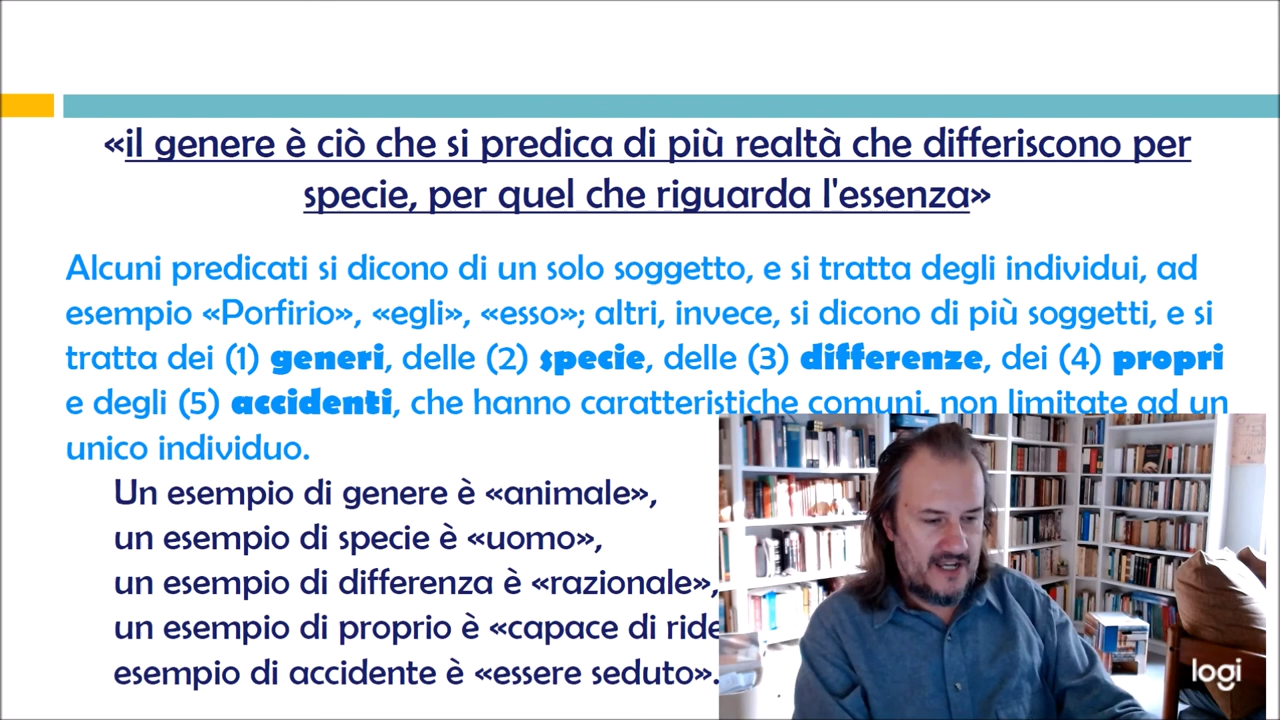 «il genere è ciò che si predica di più realtà che differiscono per
specie, per quel che riguarda l'essenza»
Alcuni predicati si dicono di un solo soggetto, e si tratta degli individui, ad
esempio «Porfirio», «egli», «esso»; altri, invece, si dicono di più soggetti, e si
tratta dei (1) generi, delle (2) specie, delle (3) differenze, dei (4) propri
e degli (5) accidenti, che hanno caratteristiche comuni, non limitate ad un
unico individuo.
Un esempio di genere è «animale»,
un esempio di specie è «uomo»,
un esempio di differenza è «razionale»,
un esempio di proprio è «capace di ride
esempio di accidente è «essere seduto».
logi